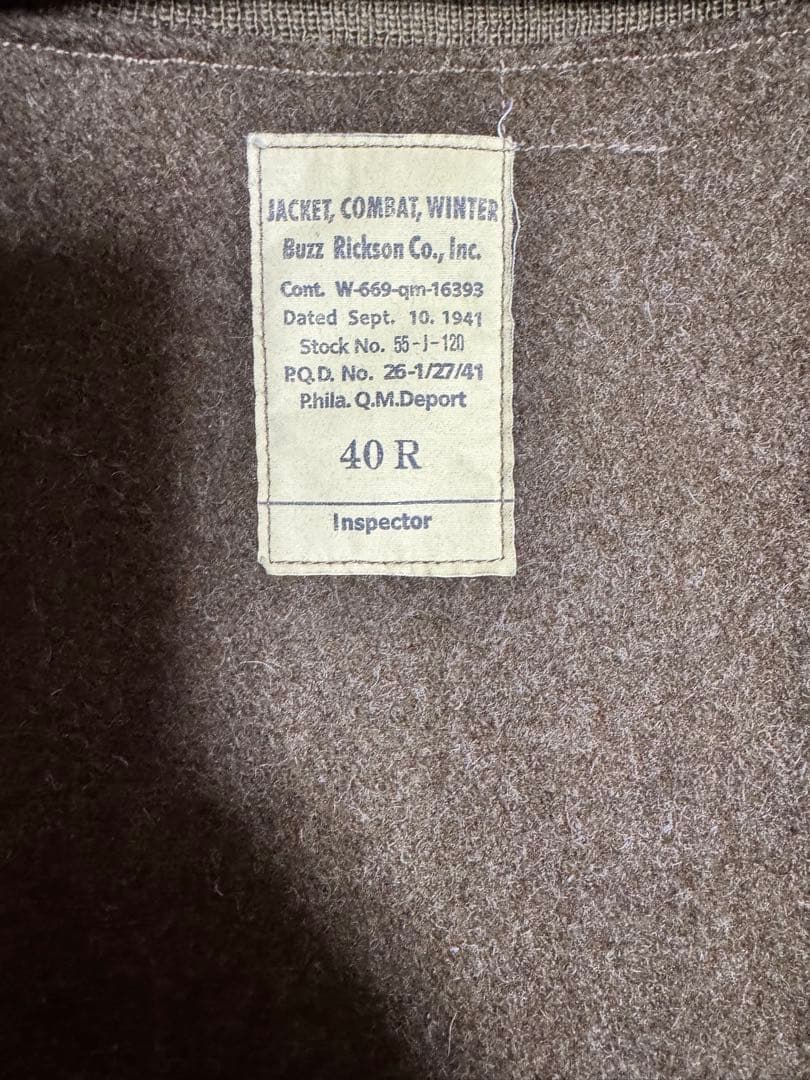 JACKET, COMBAT, WINTER
Buzz Rickson Co., Inc.
Cont. W-669-qm-16393
Dated Sept. 10. 1941
Stock No. 55-J-120
P.Q.D. No. 26-1/27/41
P.hila. Q.M.Deport
40 R
Inspector